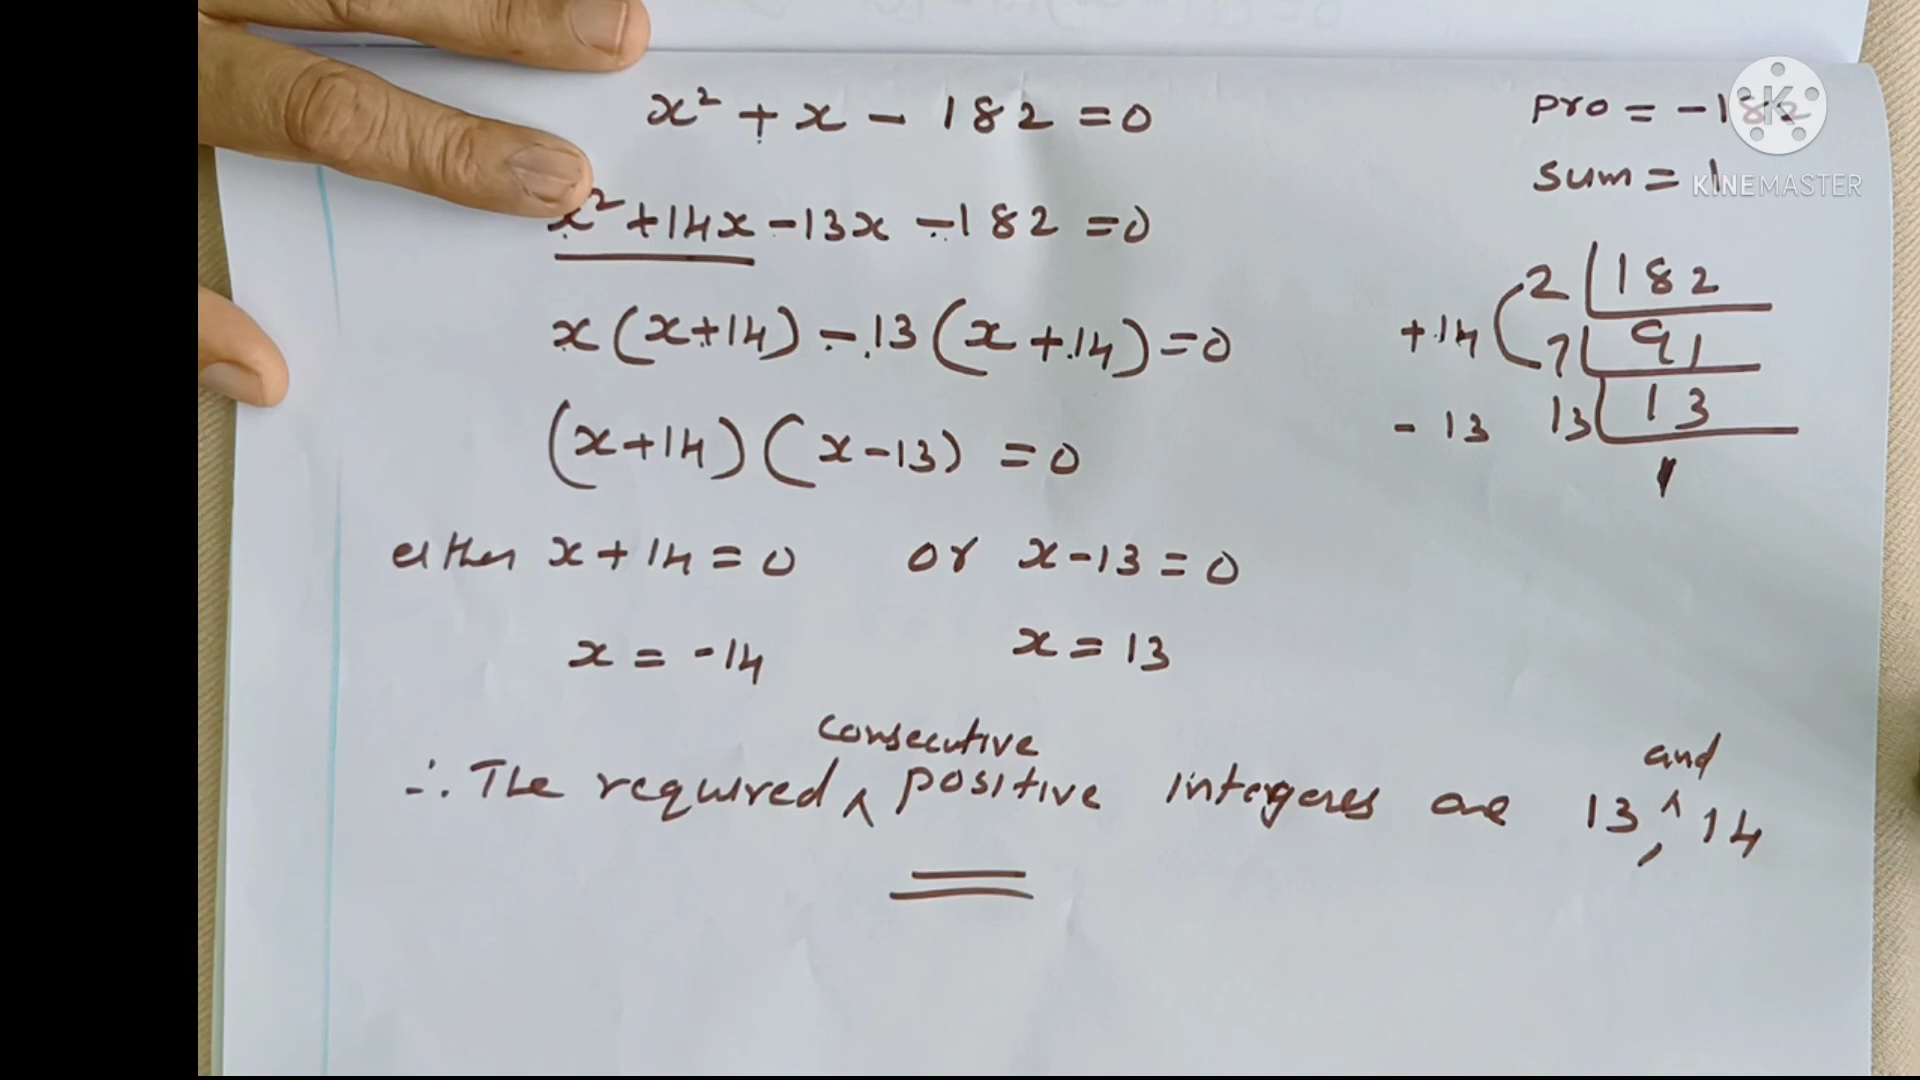 x² + x - 182 = 0
x² + 14x - 13x - 182 = 0
x (x+14) - 13 (x + 14) = 0
(x+14) (x-13) = 0
either x + 14 = 0 or x - 13 = 0
x = -14 x = 13
∴ The required ^ consecutive positive integeres are 13, ^ and 14
pro = -182
sum = 1
2 | 182
+14 7 | 91
- 13 13 | 13
1
K
KINEMASTER